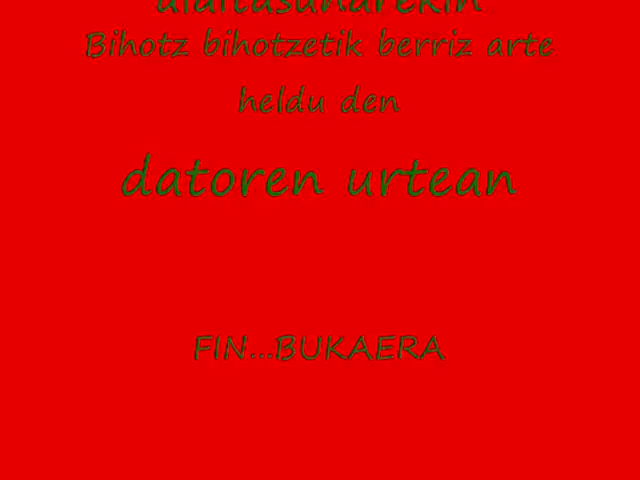 Bihotz bihotzetik berriz arte
heldu den
datoren urtean
FIN...BUKAERA